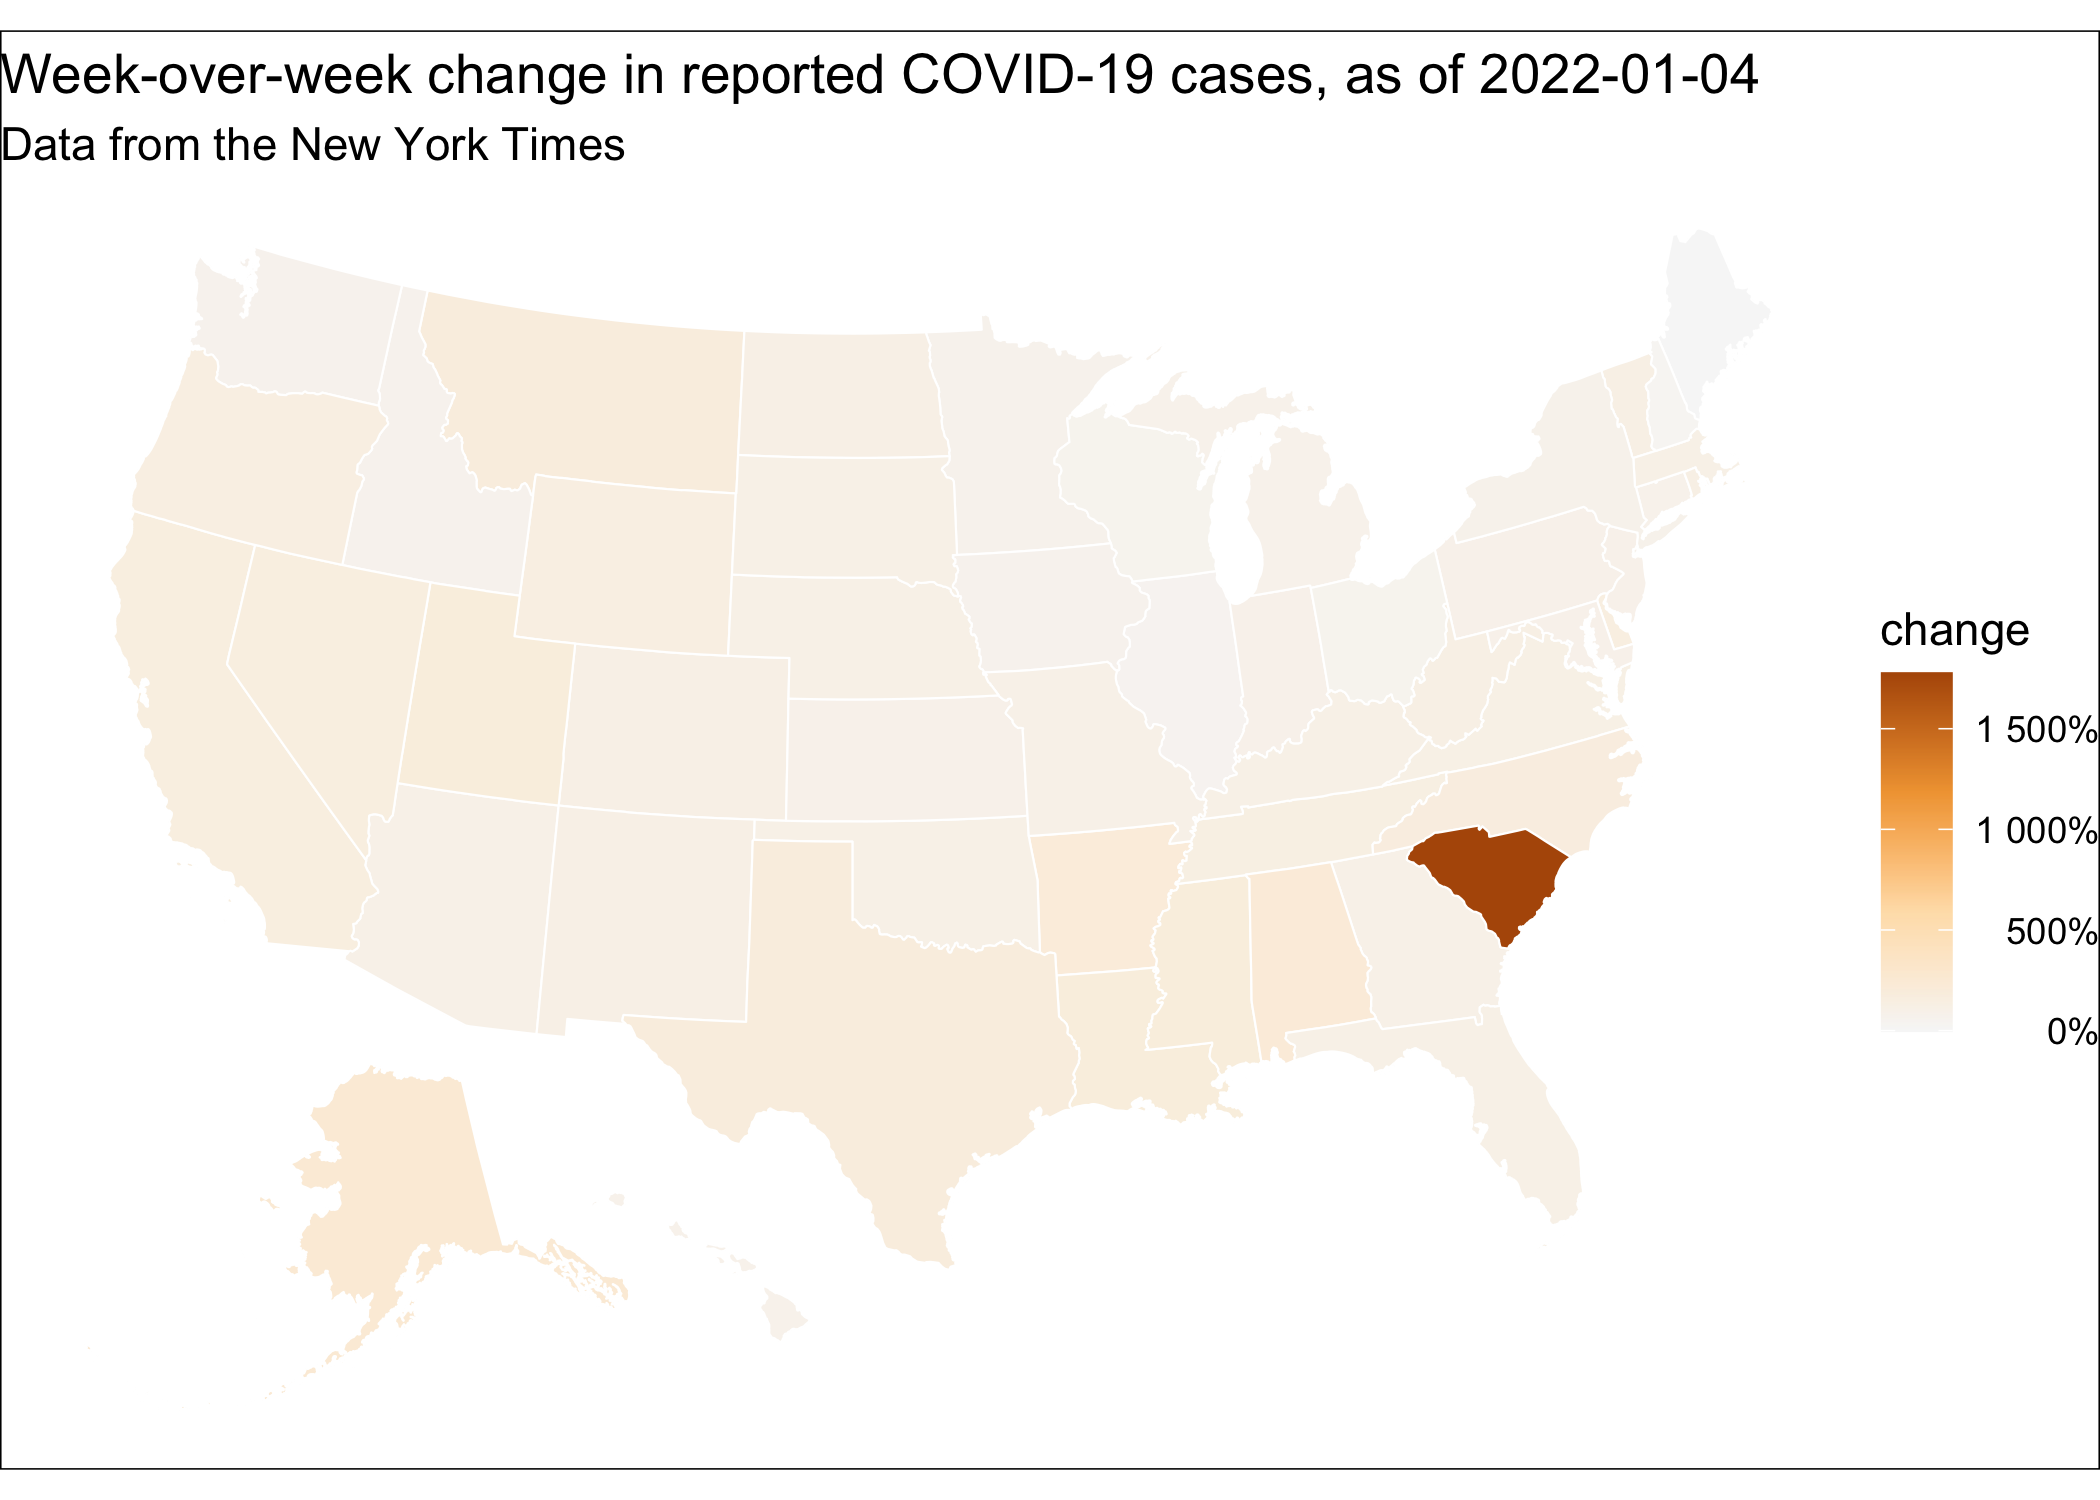 Week-over-week change in reported COVID-19 cases, as of 2022-01-04
Data from the New York Times
change
1 500%
1 000%
500%
0%